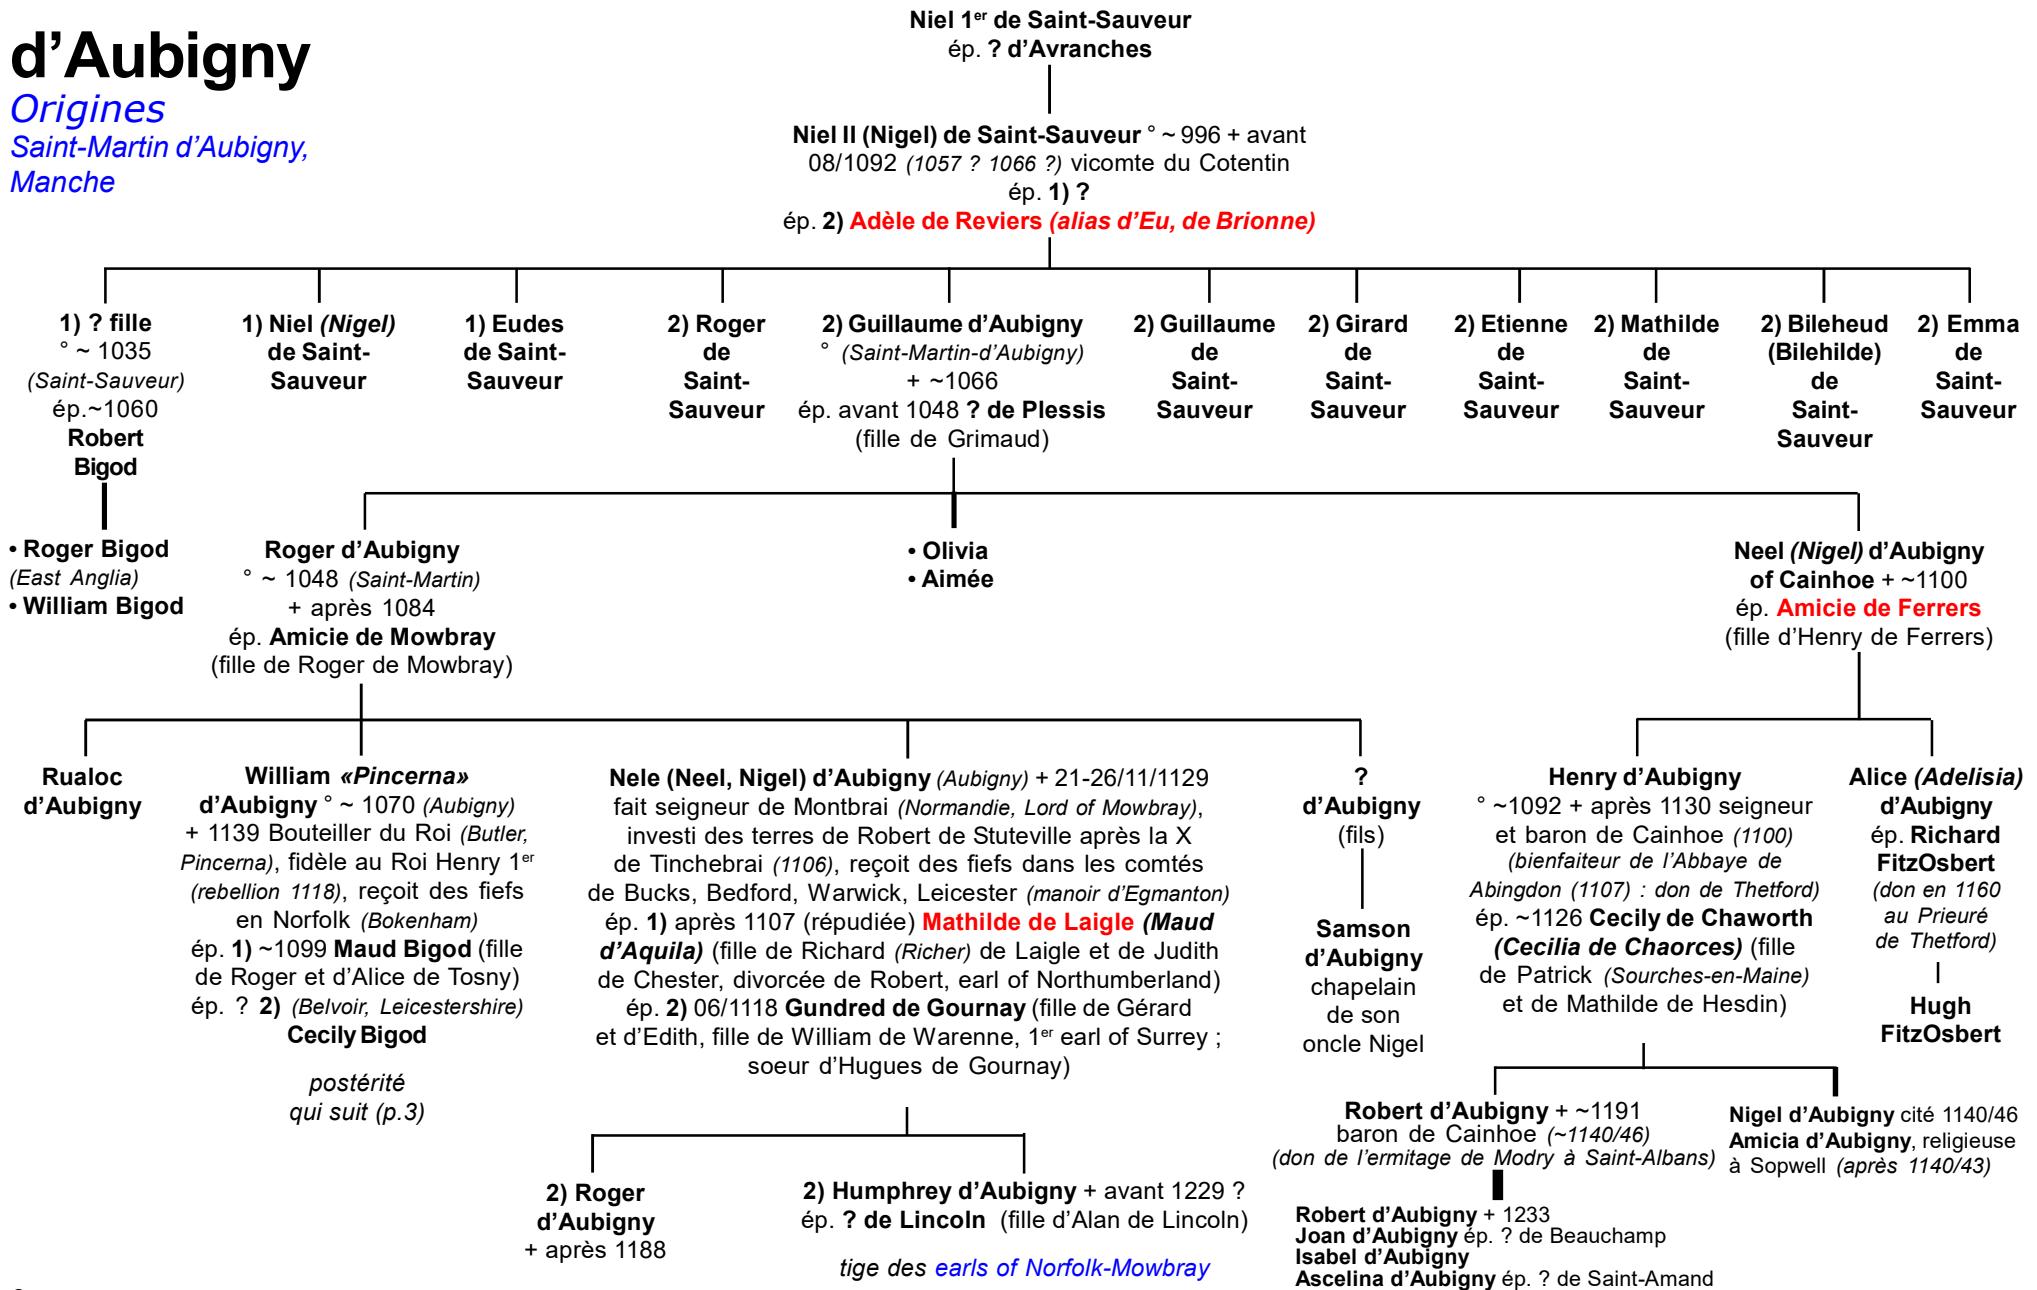 d’Aubigny
Origines
Saint-Martin d’Aubigny,
Manche
Niel 1er de Saint-Sauveur
ép. ? d’Avranches
Niel II (Nigel) de Saint-Sauveur ° ~ 996 + avant
08/1092 (1057 ? 1066 ?) vicomte du Cotentin
ép. 1) ?
ép. 2) Adèle de Reviers (alias d’Eu, de Brionne)
1) ? fille
° ~ 1035
(Saint-Sauveur)
ép.~1060
Robert
Bigod
1) Niel (Nigel)
de Saint-
Sauveur
1) Eudes
de Saint-
Sauveur
2) Roger
de
Saint-
Sauveur
2) Guillaume d’Aubigny
° (Saint-Martin-d’Aubigny)
+ ~1066
ép. avant 1048 ? de Plessis
(fille de Grimaud)
2) Guillaume
de
Saint-
Sauveur
2) Girard
de
Saint-
Sauveur
2) Etienne
de
Saint-
Sauveur
2) Mathilde
de
Saint-
Sauveur
2) Bileheud
(Bilehilde)
de
Saint-
Sauveur
2) Emma
de
Saint-
Sauveur
• Roger Bigod
(East Anglia)
• William Bigod
Roger d’Aubigny
° ~ 1048 (Saint-Martin)
+ après 1084
ép. Amicie de Mowbray
(fille de Roger de Mowbray)
• Olivia
• Aimée
Neel (Nigel) d’Aubigny
of Cainhoe + ~1100
ép. Amicie de Ferrers
(fille d’Henry de Ferrers)
Rualoc
d’Aubigny
William «Pincerna»
d’Aubigny ° ~ 1070 (Aubigny)
+ 1139 Bouteiller du Roi (Butler,
Pincerna), fidèle au Roi Henry 1er
(rebellion 1118), reçoit des fiefs
en Norfolk (Bokenham)
ép. 1) ~1099 Maud Bigod (fille
de Roger et d’Alice de Tosny)
ép. ? 2) (Belvoir, Leicestershire)
Cecily Bigod
postérité
qui suit (p.3)
Nele (Neel, Nigel) d’Aubigny (Aubigny) + 21-26/11/1129
fait seigneur de Montbrai (Normandie, Lord of Mowbray),
investi des terres de Robert de Stuteville après la X
de Tinchebrai (1106), reçoit des fiefs dans les comtés
de Bucks, Bedford, Warwick, Leicester (manoir d’Egmanton)
ép. 1) après 1107 (répudiée) Mathilde de Laigle (Maud
d’Aquila) (fille de Richard (Richer) de Laigle et de Judith
de Chester, divorcée de Robert, earl of Northumberland)
ép. 2) 06/1118 Gundred de Gournay (fille de Gérard
et d’Edith, fille de William de Warenne, 1er earl of Surrey ;
soeur d’Hugues de Gournay)
?
d’Aubigny
(fils)
Samson
d’Aubigny
chapelain
de son
oncle Nigel
Henry d’Aubigny
° ~1092 + après 1130 seigneur
et baron de Cainhoe (1100)
(bienfaiteur de l’Abbaye de
Abingdon (1107) : don de Thetford)
ép. ~1126 Cecily de Chaworth
(Cecilia de Chaorces) (fille
de Patrick (Sourches-en-Maine)
et de Mathilde de Hesdin)
Alice (Adelisia)
d’Aubigny
ép. Richard
FitzOsbert
(don en 1160
au Prieuré
de Thetford)
Hugh
FitzOsbert
2) Roger
d’Aubigny
+ après 1188
2) Humphrey d’Aubigny + avant 1229 ?
ép. ? de Lincoln (fille d’Alan de Lincoln)
tige des earls of Norfolk-Mowbray
Robert d’Aubigny + ~1191
baron de Cainhoe (~1140/46)
(don de l’ermitage de Modry à Saint-Albans)
Nigel d’Aubigny cité 1140/46
Amicia d’Aubigny, religieuse
à Sopwell (après 1140/43)
Robert d’Aubigny + 1233
Joan d’Aubigny ép. ? de Beauchamp
Isabel d’Aubigny
Ascelina d’Aubigny ép. ? de Saint-Amand